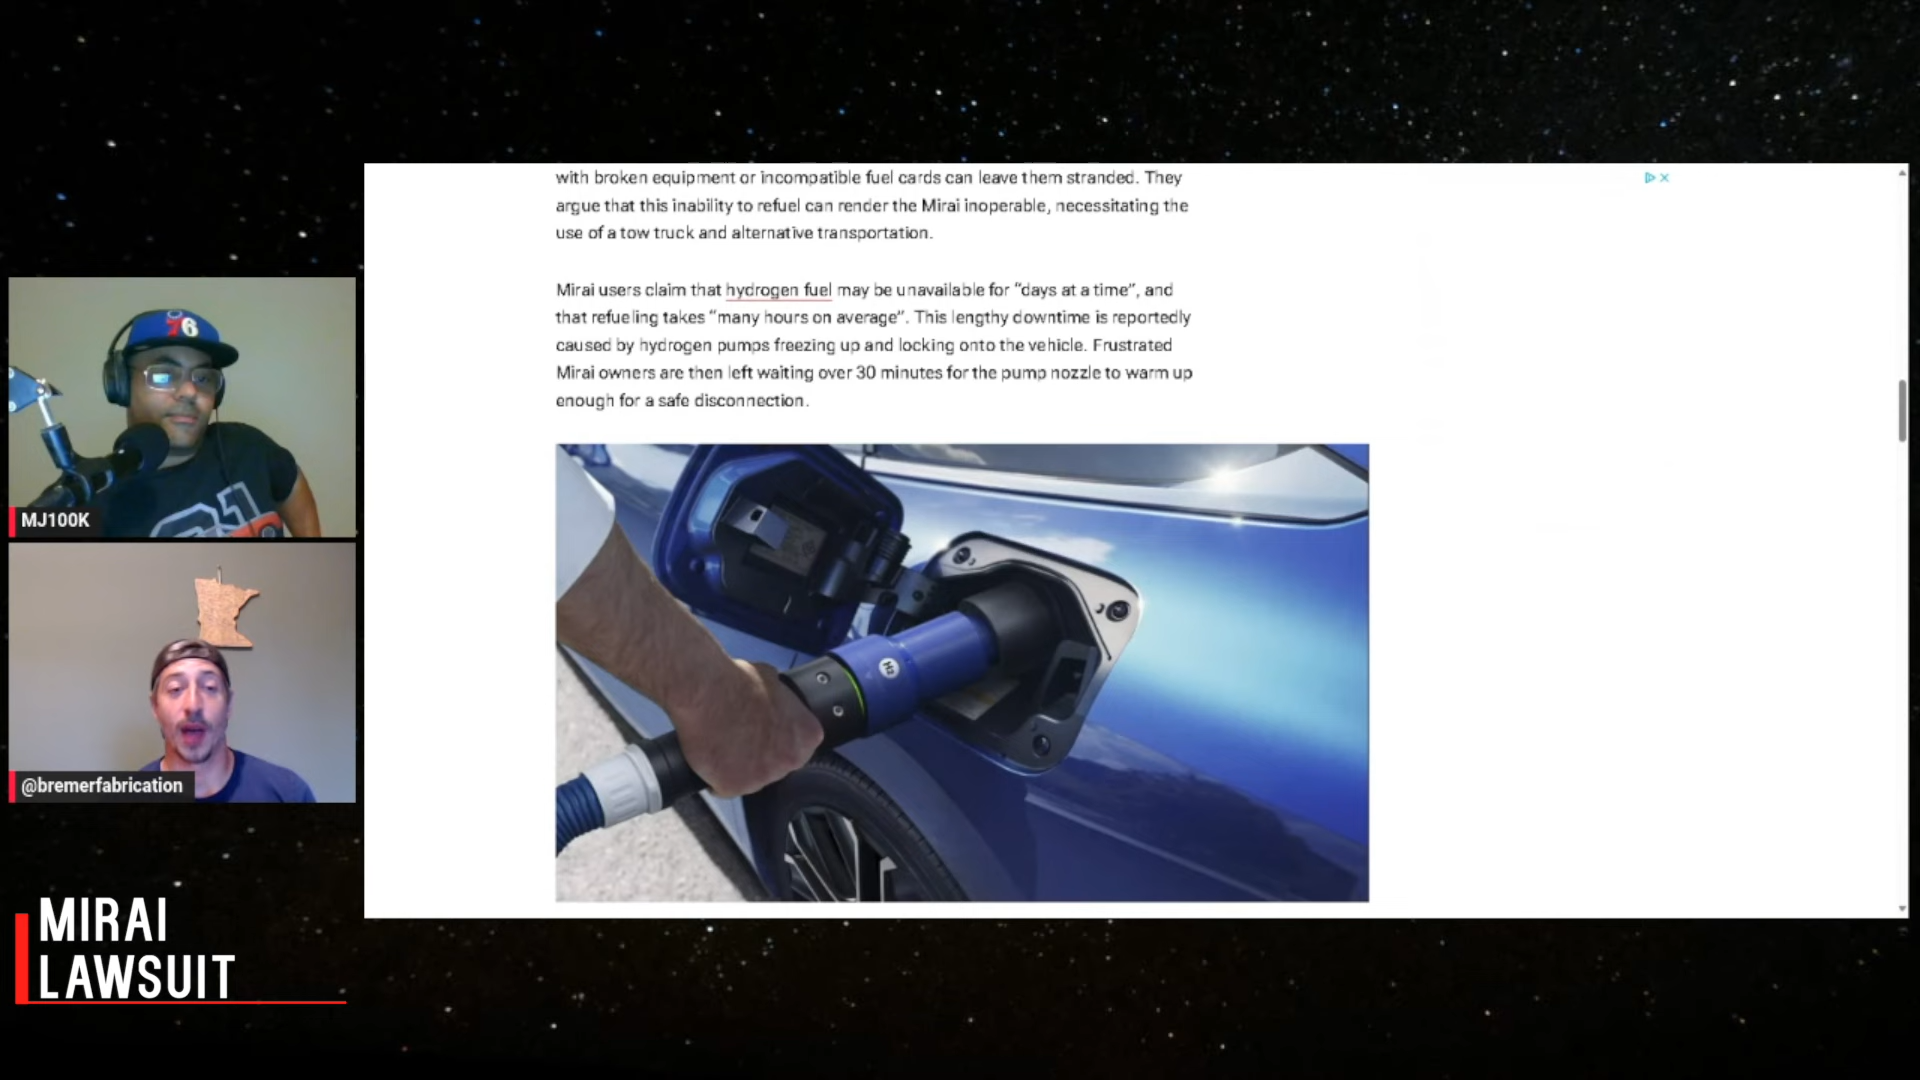 with broken equipment or incompatible fuel cards can leave them stranded. They
argue that this inability to refuel can render the Mirai inoperable, necessitating the
use of a tow truck and alternative transportation.
Mirai users claim that hydrogen fuel may be unavailable for “days at a time”, and
that refueling takes “many hours on average”. This lengthy downtime is reportedly
caused by hydrogen pumps freezing up and locking onto the vehicle. Frustrated
Mirai owners are then left waiting over 30 minutes for the pump nozzle to warm up
enough for a safe disconnection.
76
MJ100K
H2
@bremerfabrication
MIRAI
LAWSUIT